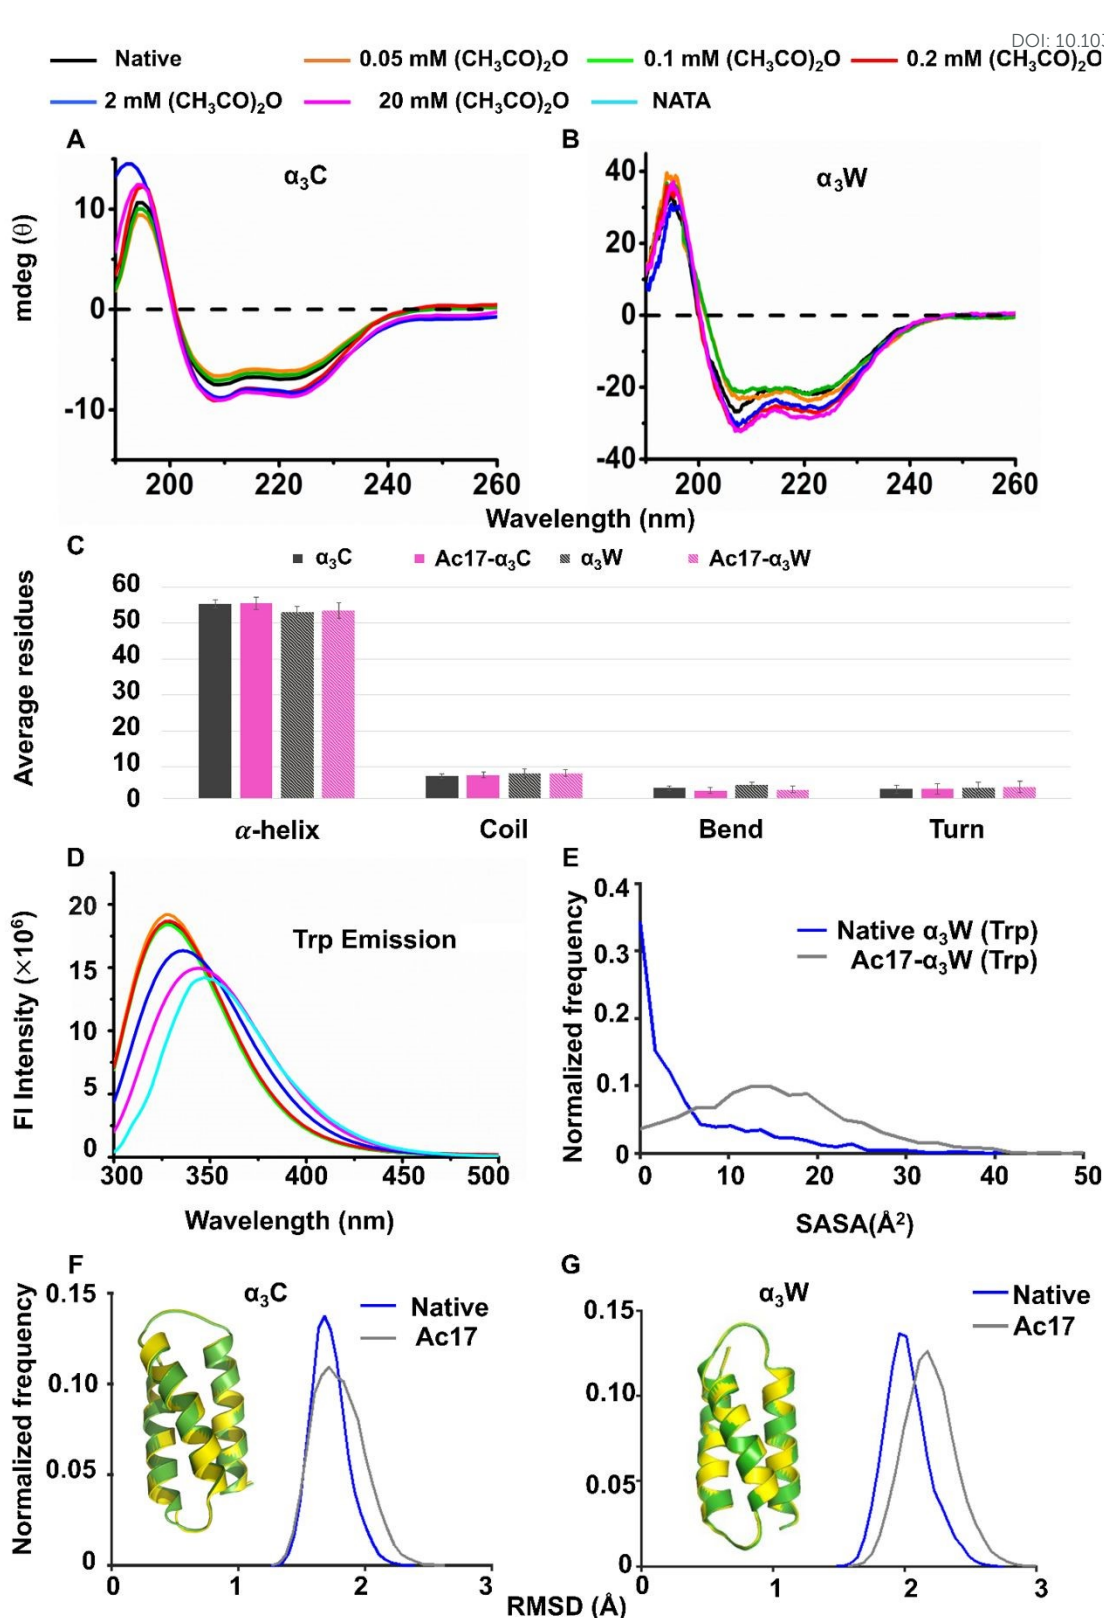 DOI: 10.103
Native 0.05 mM (CH₃CO)₂O 0.1 mM (CH₃CO)₂O 0.2 mM (CH₃CO)₂O
2 mM (CH₃CO)₂O 20 mM (CH₃CO)₂O NATA
A B
α₃C α₃W
mdeg (θ)
10
0
-10
200 220 240 260
40
20
0
-20
-40
200 220 240 260
Wavelength (nm)
C
α₃C Ac17-α₃C α₃W Ac17-α₃W
Average residues
60
50
40
30
20
10
0
α-helix Coil Bend Turn
D
Trp Emission
FI Intensity (×10⁶)
20
15
10
5
0
300 350 400 450 500
Wavelength (nm)
E
Native α₃W (Trp)
Ac17-α₃W (Trp)
Normalized frequency
0.4
0.3
0.2
0.1
0
0 10 20 30 40 50
SASA(Å²)
F
α₃C
Native
Ac17
Normalized frequency
0.15
0.10
0.05
0
0 1 2 3
G
α₃W
Native
Ac17
0.15
0.10
0.05
0
0 1 2 3
RMSD (Å)